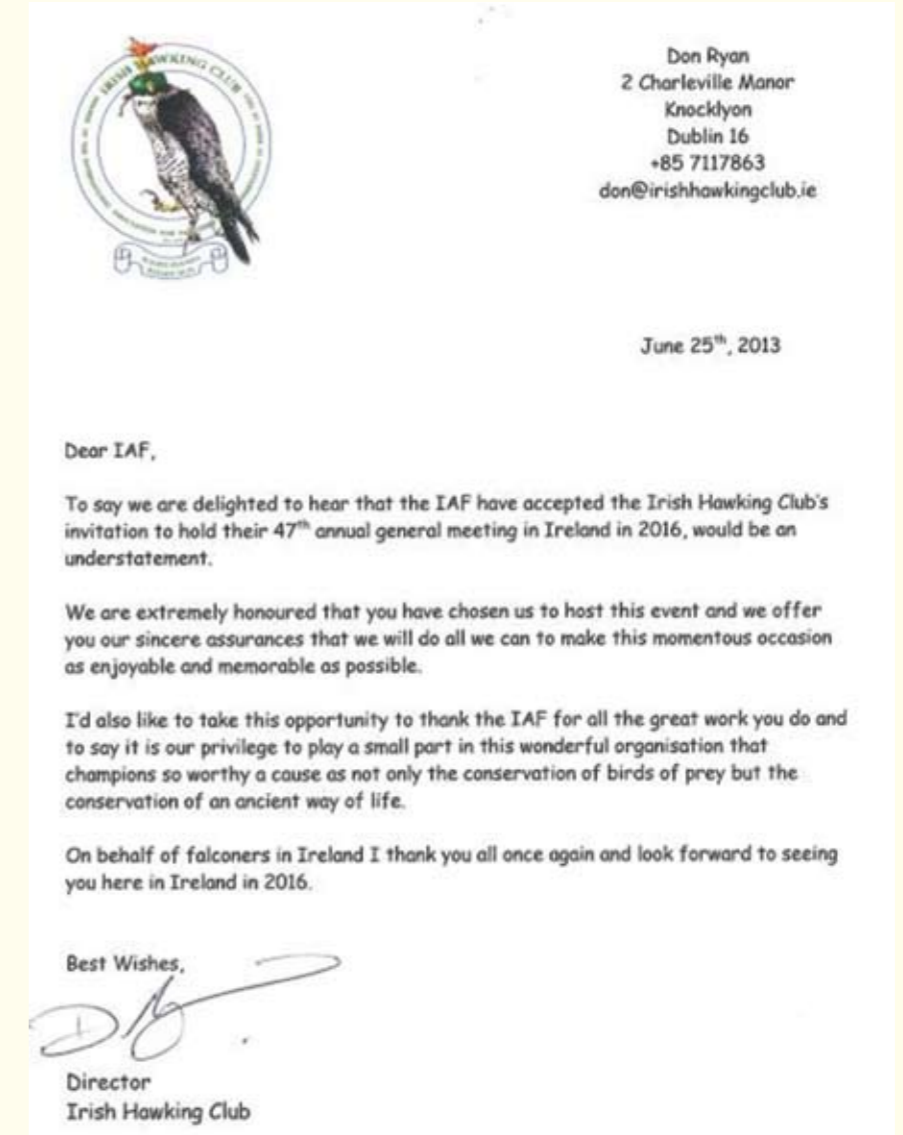 IRISH HAWKING CLUB
Don Ryan
2 Charleville Manor
Knocklyon
Dublin 16
+85 7117863
don@irishhawkingclub.ie
June 25th, 2013
Dear IAF,
To say we are delighted to hear that the IAF have accepted the Irish Hawking Club's
invitation to hold their 47th annual general meeting in Ireland in 2016, would be an
understatement.
We are extremely honoured that you have chosen us to host this event and we offer
you our sincere assurances that we will do all we can to make this momentous occasion
as enjoyable and memorable as possible.
I'd also like to take this opportunity to thank the IAF for all the great work you do and
to say it is our privilege to play a small part in this wonderful organisation that
champions so worthy a cause as not only the conservation of birds of prey but the
conservation of an ancient way of life.
On behalf of falconers in Ireland I thank you all once again and look forward to seeing
you here in Ireland in 2016.
Best Wishes,
Director
Irish Hawking Club